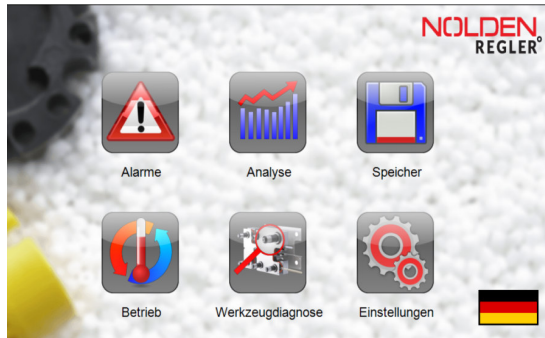 NOLDEN
REGLER°
Alarme
Analyse
Speicher
Betrieb
Werkzeugdiagnose
Einstellungen